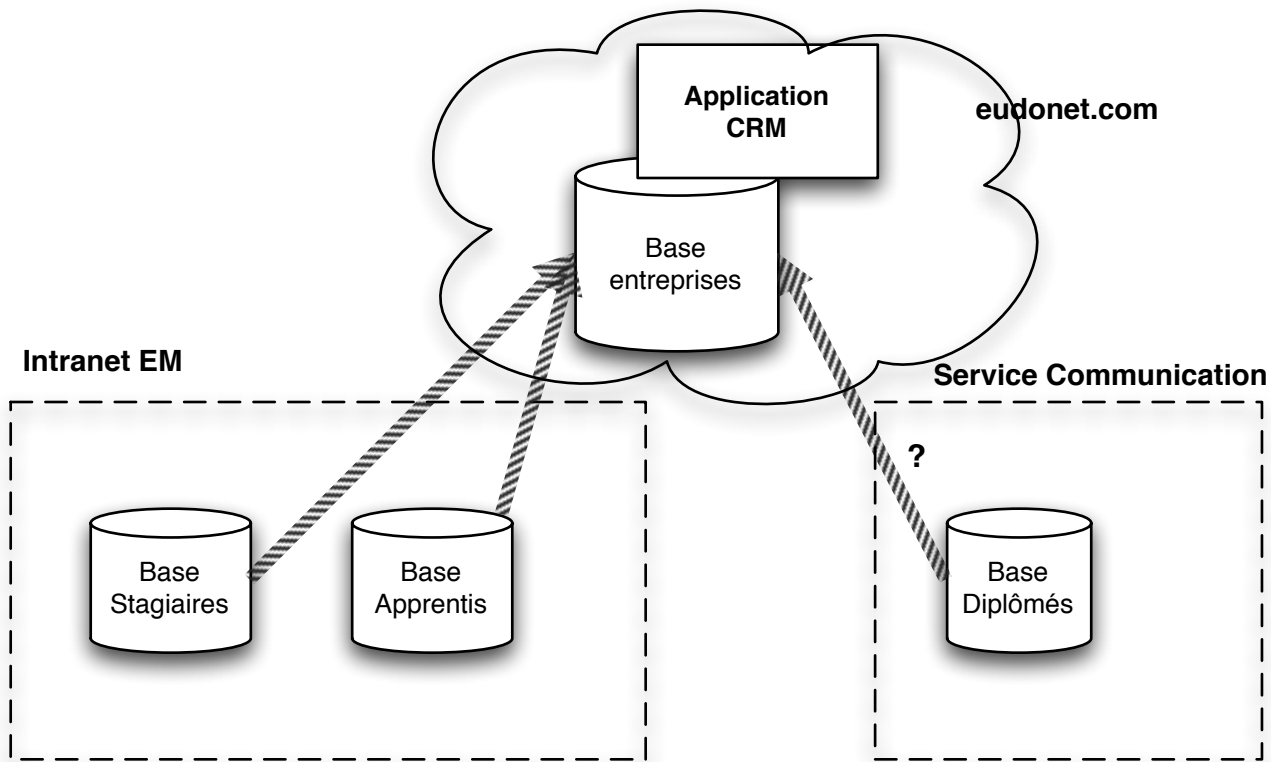 Application
CRM
eudonet.com
Base
entreprises
Intranet EM
Service Communication
?
Base
Stagiaires
Base
Apprentis
Base
Diplômés